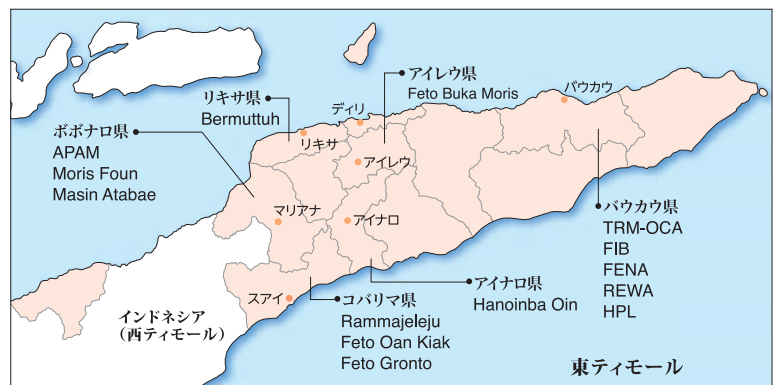 アイレウ県
Feto Buka Moris
リキサ県
Bermuttuh
ボボナロ県
APAM
Moris Foun
Masin Atabae
ディリ
バウカウ
リキサ
アイレウ
マリアナ
アイナロ
スアイ
バウカウ県
TRM-OCA
FIB
FENA
REWA
HPL
アイナロ県
Hanoinba Oin
コバリマ県
Rammajeleju
Feto Oan Kiak
Feto Gronto
インドネシア
（西ティモール）
東ティモール